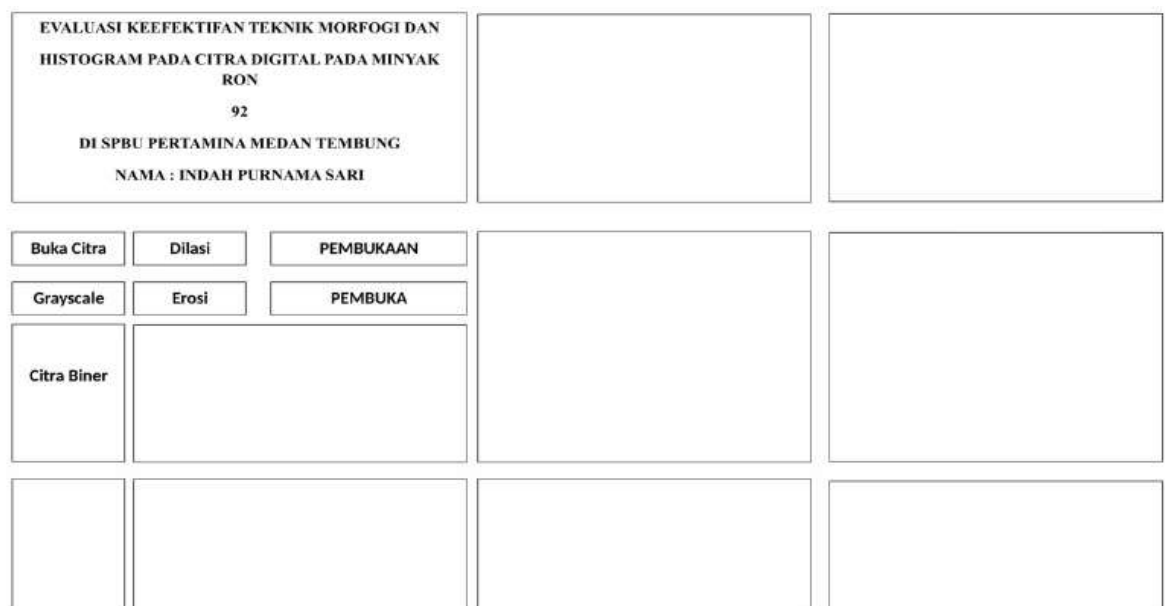 EVALUASI KEEFEKTIFAN TEKNIK MORFOGI DAN
HISTOGRAM PADA CITRA DIGITAL PADA MINYAK
RON
92
DI SPBU PERTAMINA MEDAN TEMBUNG
NAMA : INDAH PURNAMA SARI
Buka Citra
Dilasi
PEMBUKAAN
Grayscale
Erosi
PEMBUKA
Citra Biner